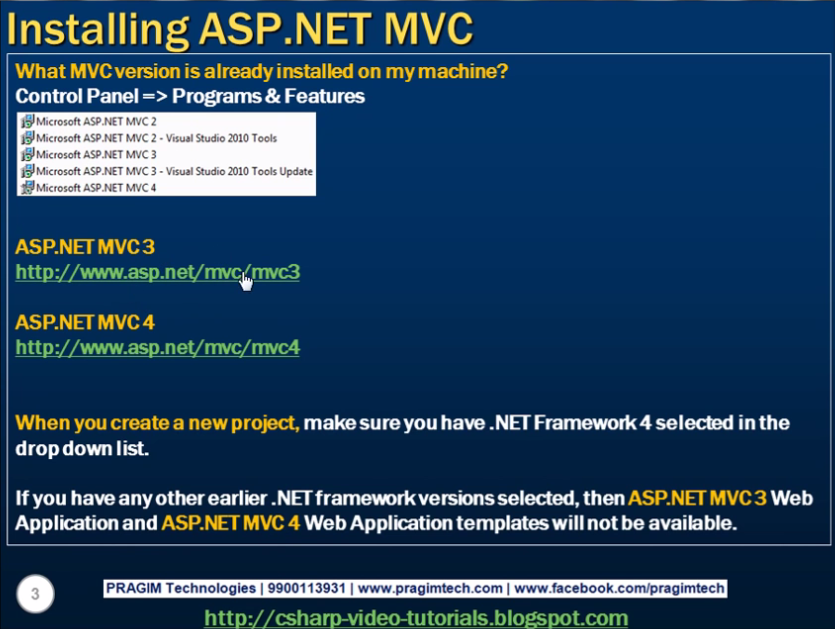 Installing ASP.NET MVC
What MVC version is already installed on my machine?
Control Panel => Programs & Features
Microsoft ASP.NET MVC 2
Microsoft ASP.NET MVC 2 - Visual Studio 2010 Tools
Microsoft ASP.NET MVC 3
Microsoft ASP.NET MVC 3 - Visual Studio 2010 Tools Update
Microsoft ASP.NET MVC 4
ASP.NET MVC 3
http://www.asp.net/mvc/mvc3
ASP.NET MVC 4
http://www.asp.net/mvc/mvc4
When you create a new project, make sure you have .NET Framework 4 selected in the
drop down list.
If you have any other earlier .NET framework versions selected, then ASP.NET MVC 3 Web
Application and ASP.NET MVC 4 Web Application templates will not be available.
3
PRAGIM Technologies | 9900113931 | www.pragimtech.com | www.facebook.com/pragimtech
http://csharp-video-tutorials.blogspot.com